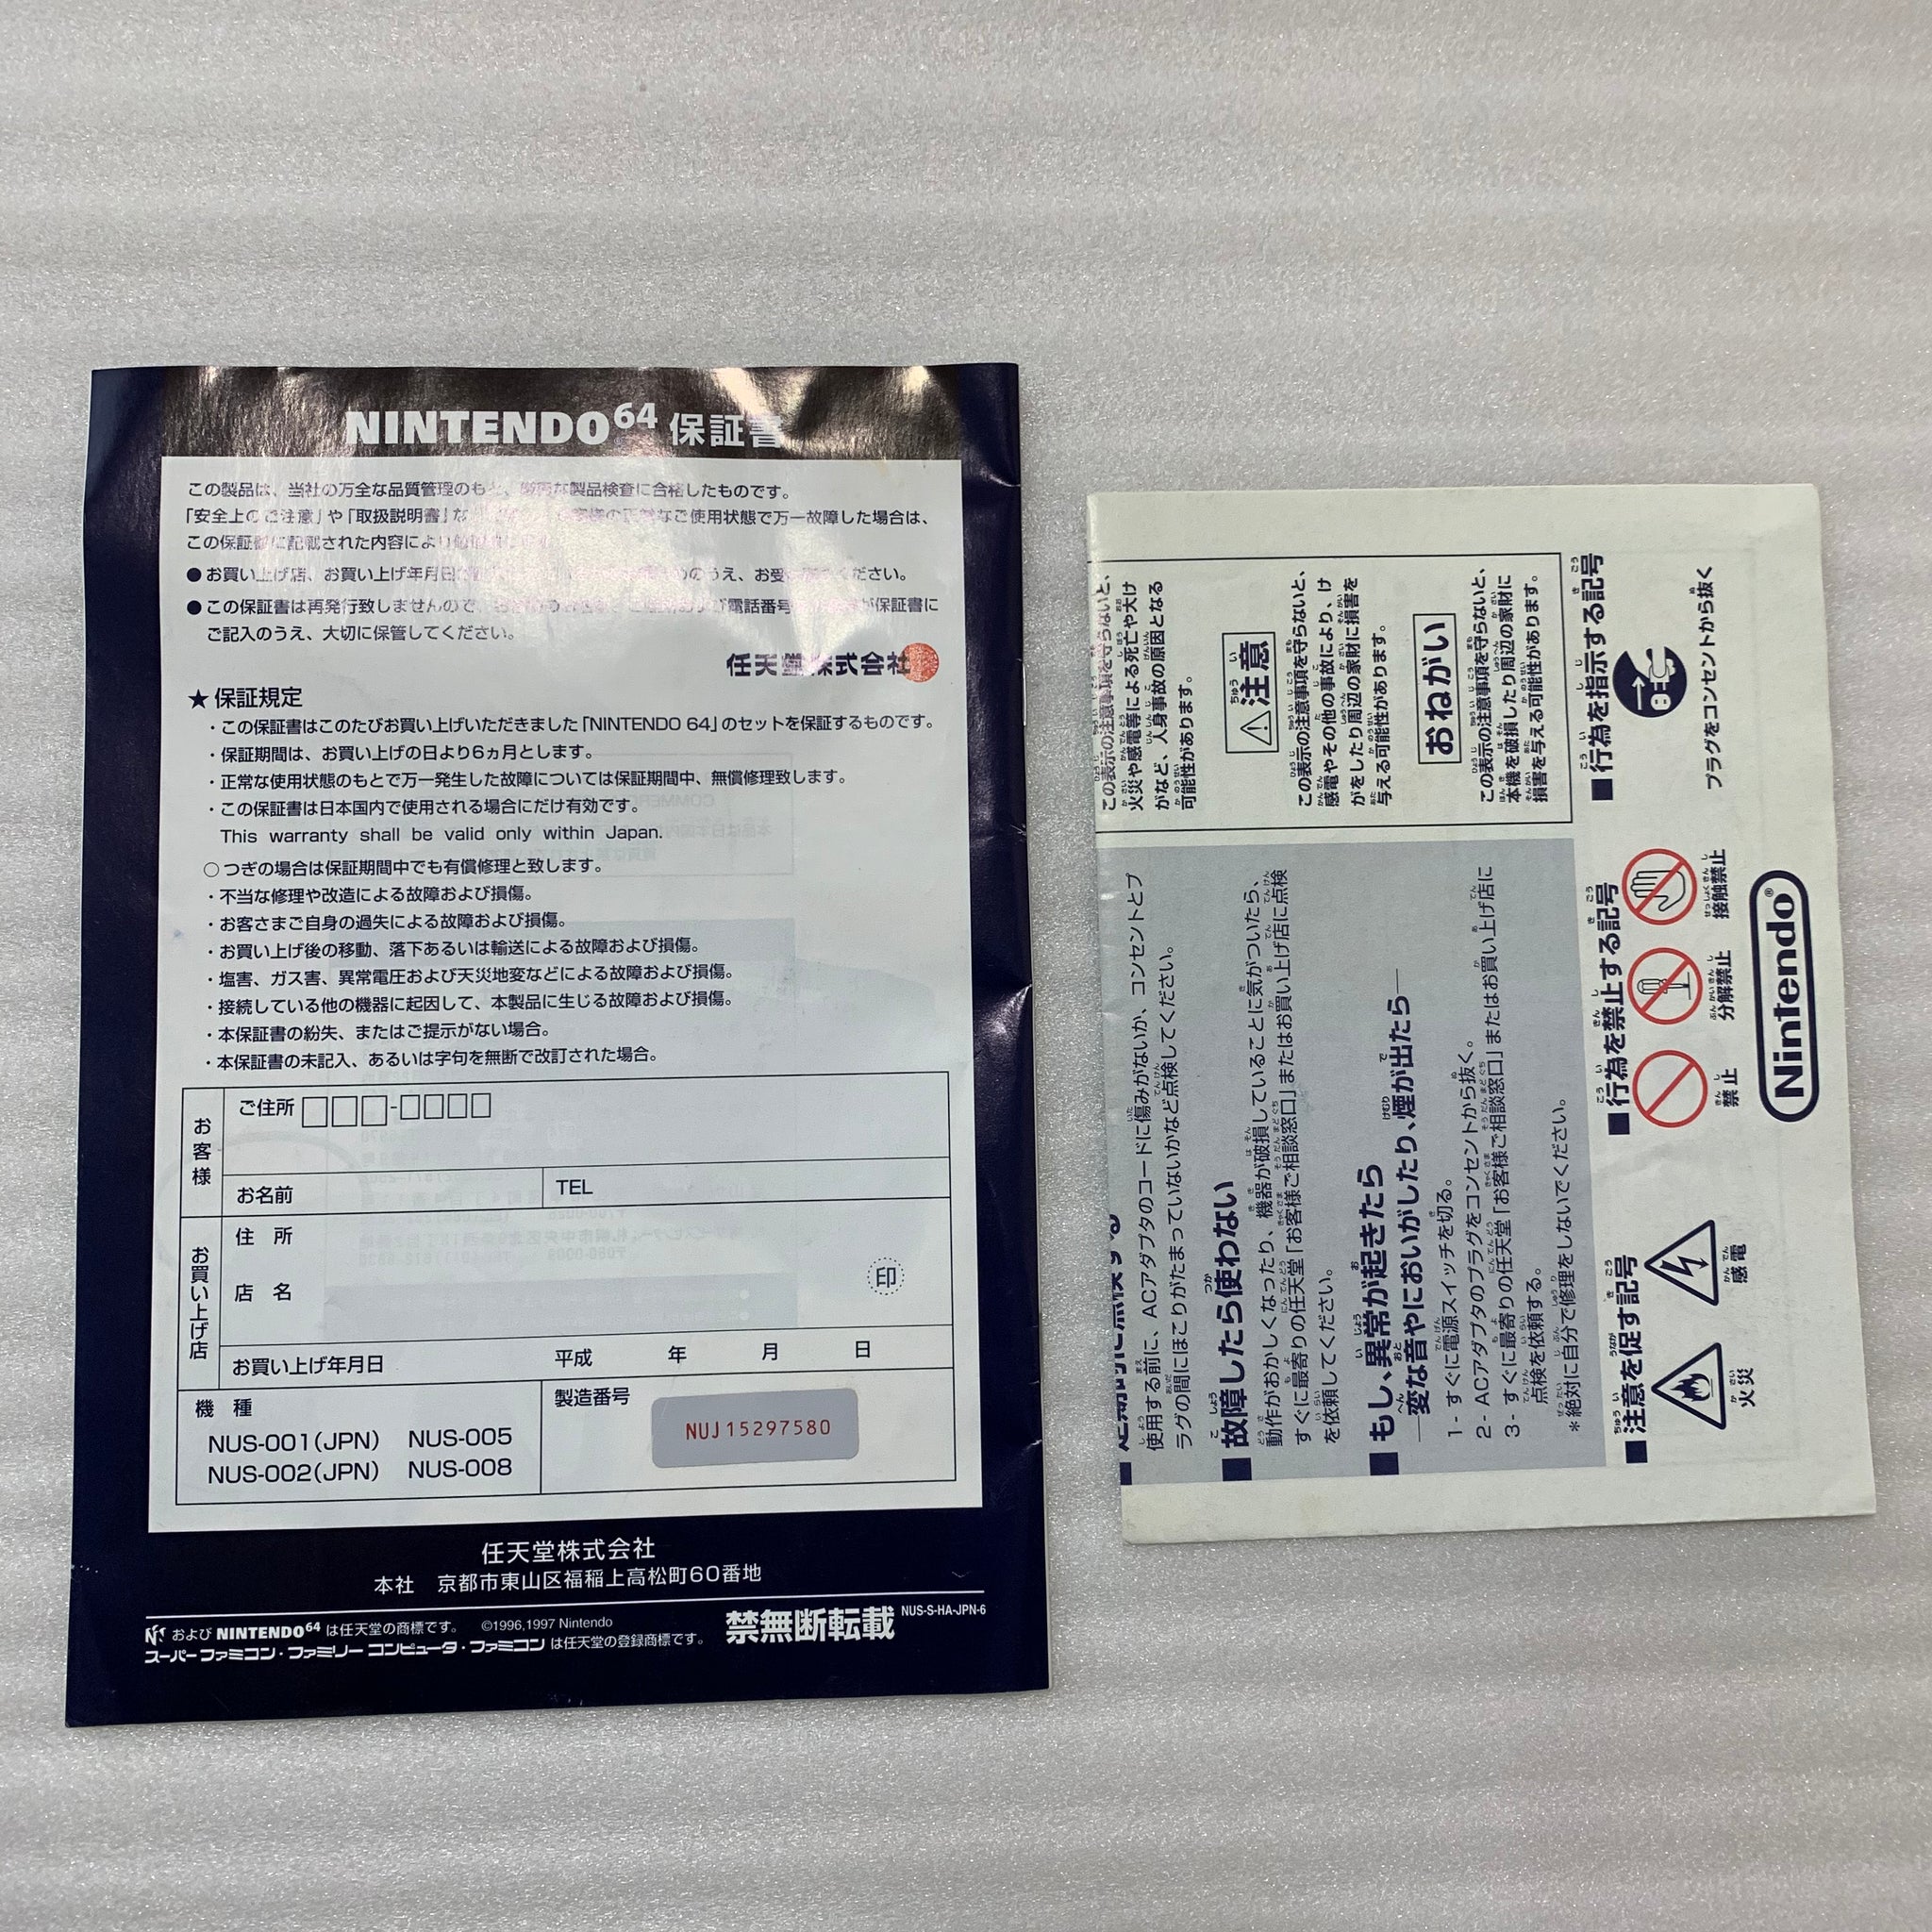 NINTENDO64 保証書
この製品は、当社の万全な品質管理のもと、厳密な製品検査に合格したものです。
「安全上のご注意」や「取扱説明書」な なご使用状態で万一故障した場合は、
この保証書に記載された内容により
●お買い上げ店、お買い上げ年月日 のうえ、お受 ください。
●この保証書は再発行致しませんので、 および電話番号 が保証書に
ご記入のうえ、大切に保管してください。
任天堂株式会社
★保証規定
・この保証書はこのたびお買い上げいただきました「NINTENDO 64」のセットを保証するものです。
・保証期間は、お買い上げの日より6ヵ月とします。
・正常な使用状態のもとで万一発生した故障については保証期間中、無償修理致します。
・この保証書は日本国内で使用される場合にだけ有効です。
This warranty shall be valid only within Japan.
○つぎの場合は保証期間中でも有償修理と致します。
・不当な修理や改造による故障および損傷。
・お客さまご自身の過失による故障および損傷。
・お買い上げ後の移動、落下あるいは輸送による故障および損傷。
・塩害、ガス害、異常電圧および天災地変などによる故障および損傷。
・接続している他の機器に起因して、本製品に生じる故障および損傷。
・本保証書の紛失、またはご提示がない場合。
・本保証書の未記入、あるいは字句を無断で改訂された場合。
お客様
ご住所 □□□-□□□□
お名前 TEL
お買い上げ店
住 所
店 名 印
お買い上げ年月日 平成 年 月 日
機 種
NUS-001(JPN) NUS-005
NUS-002(JPN) NUS-008
製造番号
NUJ15297580
任天堂株式会社
本社 京都市東山区福稲上高松町60番地
および NINTENDO64 は任天堂の商標です。 ©1996,1997 Nintendo
スーパーファミコン・ファミリーコンピュータ・ファミコン は任天堂の登録商標です。
禁無断転載 NUS-S-HA-JPN-6
使用する前に、ACアダプタのコードに傷みがないか、コンセントとプ
ラグの間にほこりがたまっていないかなど点検してください。
■故障したら使わない
動作がおかしくなったり、機器が破損していることに気がついたら、
すぐに最寄りの任天堂「お客様ご相談窓口」またはお買い上げ店に点検
を依頼してください。
■もし、異常が起きたら
―変な音やにおいがしたり、煙が出たら―
1- すぐに電源スイッチを切る。
2- ACアダプタのプラグをコンセントから抜く。
3- すぐに最寄りの任天堂「お客様ご相談窓口」またはお買い上げ店に
点検を依頼する。
*絶対に自分で修理をしないでください。
この表示の注意事項を守らないと、
火災や感電等による死亡や大け
がなど、人身事故の原因となる
可能性があります。
⚠注意
この表示の注意事項を守らないと、
感電やその他の事故により、け
がをしたり周辺の家財に損害を
与える可能性があります。
おねがい
この表示の注意事項を守らないと、
本機を破損したり周辺の家財に
損害を与える可能性があります。
■注意を促す記号
火災
感電
■行為を禁止する記号
禁止
分解禁止
接触禁止
■行為を指示する記号
プラグをコンセントから抜く
Nintendo®